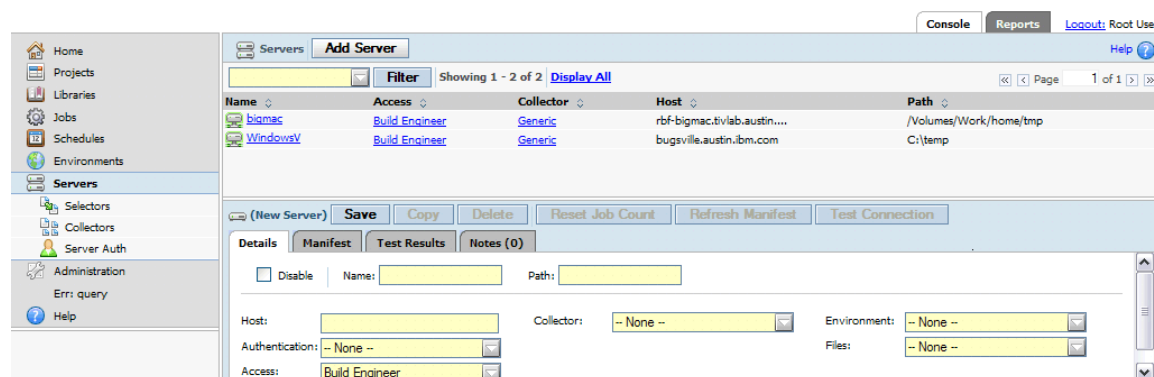 Console Reports Logout: Root Use
Home
Projects
Libraries
Jobs
Schedules
Environments
Servers
Selectors
Collectors
Server Auth
Administration
Err: query
Help
Servers Add Server Help
Filter Showing 1 - 2 of 2 Display All Page 1 of 1
Name Access Collector Host Path
bigmac Build Engineer Generic rbf-bigmac.tivlab.austin.... /Volumes/Work/home/tmp
WindowsV Build Engineer Generic bugsville.austin.ibm.com C:\temp
(New Server) Save Copy Delete Reset Job Count Refresh Manifest Test Connection
Details Manifest Test Results Notes (0)
Disable Name: Path:
Host: Collector: -- None -- Environment: -- None --
Authentication: -- None -- Files: -- None --
Access: Build Engineer